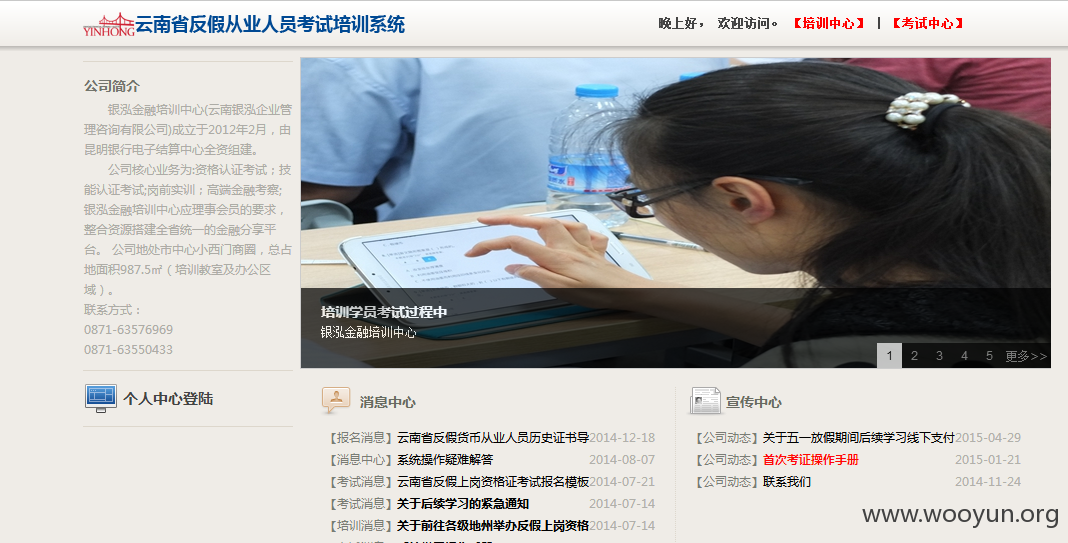 YINHONG
云南省反假从业人员考试培训系统
晚上好， 欢迎访问。 【培训中心】 | 【考试中心】
公司简介
银泓金融培训中心(云南银泓企业管
理咨询有限公司)成立于2012年2月，由
昆明银行电子结算中心全资组建。
公司核心业务为:资格认证考试；技
能认证考试;岗前实训；高端金融考察;
银泓金融培训中心应理事会员的要求，
整合资源搭建全省统一的金融分享平
台。 公司地处市中心小西门商圈，总占
地面积987.5㎡（培训教室及办公区
域）。
联系方式：
0871-63576969
0871-63550433
个人中心登陆
培训学员考试过程中
银泓金融培训中心
1 2 3 4 5 更多>>
消息中心
【报名消息】云南省反假货币从业人员历史证书导 2014-12-18
【消息中心】系统操作疑难解答 2014-08-07
【考试消息】云南省反假上岗资格证考试报名模板 2014-07-21
【考试消息】关于后续学习的紧急通知 2014-07-14
【培训消息】关于前往各级地州举办反假上岗资格 2014-07-14
宣传中心
【公司动态】关于五一放假期间后续学习线下支付 2015-04-29
【公司动态】首次考证操作手册 2015-01-21
【公司动态】联系我们 2014-11-24
www.wooyun.org